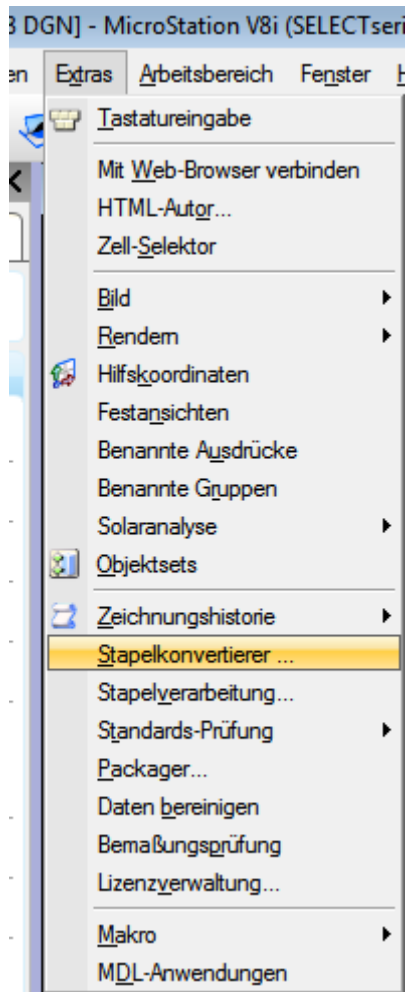 3 DGN] - MicroStation V8i (SELECTseri
en Extras Arbeitsbereich Fenster H
Tastatureingabe
Mit Web-Browser verbinden
HTML-Autor...
Zell-Selektor
Bild
Rendern
Hilfskoordinaten
Festansichten
Benannte Ausdrücke
Benannte Gruppen
Solaranalyse
Objektsets
Zeichnungshistorie
Stapelkonvertierer ...
Stapelverarbeitung...
Standards-Prüfung
Packager...
Daten bereinigen
Bemaßungsprüfung
Lizenzverwaltung...
Makro
MDL-Anwendungen